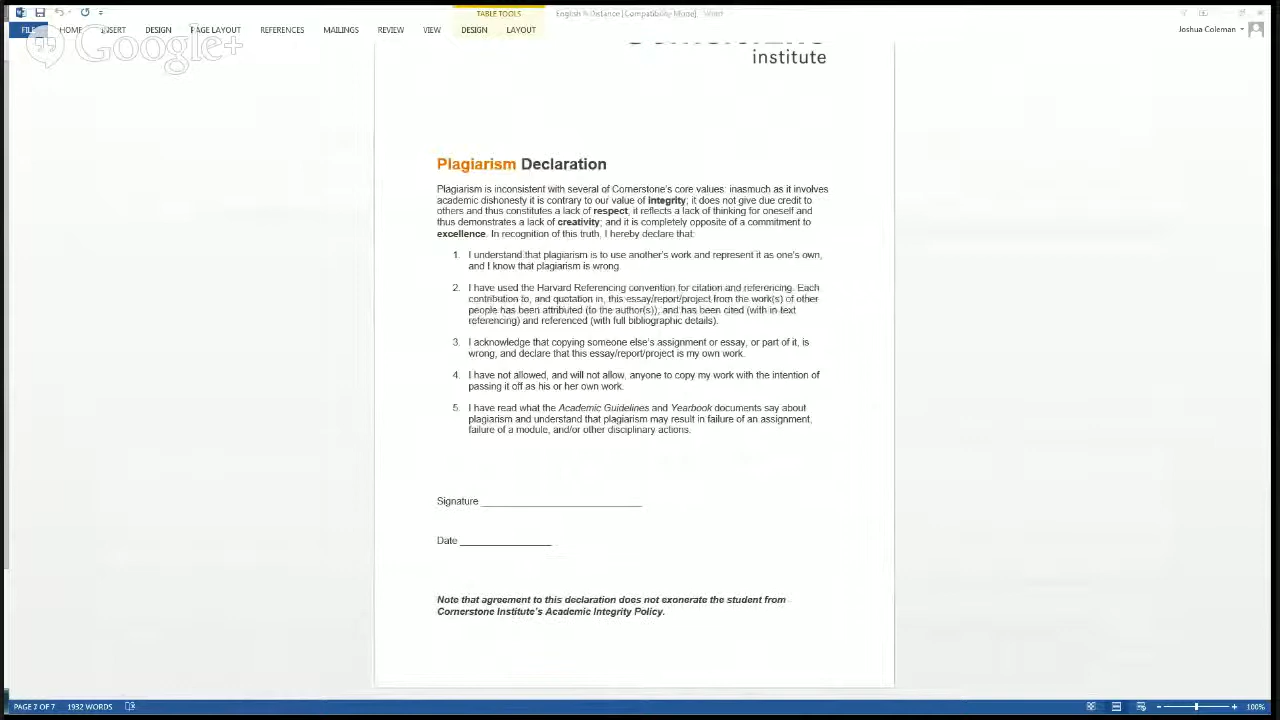 TABLE TOOLS
English 1 Distance [Compatibility Mode] - Word
FILE HOME INSERT DESIGN PAGE LAYOUT REFERENCES MAILINGS REVIEW VIEW DESIGN LAYOUT
Joshua Coleman
Google+
institute
Plagiarism Declaration
Plagiarism is inconsistent with several of Cornerstone's core values: inasmuch as it involves
academic dishonesty it is contrary to our value of integrity; it does not give due credit to
others and thus constitutes a lack of respect, it reflects a lack of thinking for oneself and
thus demonstrates a lack of creativity; and it is completely opposite of a commitment to
excellence. In recognition of this truth, I hereby declare that:
1. I understand that plagiarism is to use another's work and represent it as one's own,
and I know that plagiarism is wrong.
2. I have used the Harvard Referencing convention for citation and referencing. Each
contribution to, and quotation in, this essay/report/project from the work(s) of other
people has been attributed (to the author(s)), and has been cited (with in-text
referencing) and referenced (with full bibliographic details).
3. I acknowledge that copying someone else's assignment or essay, or part of it, is
wrong, and declare that this essay/report/project is my own work.
4. I have not allowed, and will not allow, anyone to copy my work with the intention of
passing it off as his or her own work.
5. I have read what the Academic Guidelines and Yearbook documents say about
plagiarism and understand that plagiarism may result in failure of an assignment,
failure of a module, and/or other disciplinary actions.
Signature
Date
Note that agreement to this declaration does not exonerate the student from
Cornerstone Institute's Academic Integrity Policy.
PAGE 2 OF 7 1932 WORDS
100%